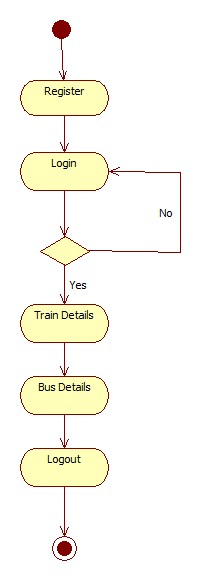 Register
Login
No
Yes
Train Details
Bus Details
Logout